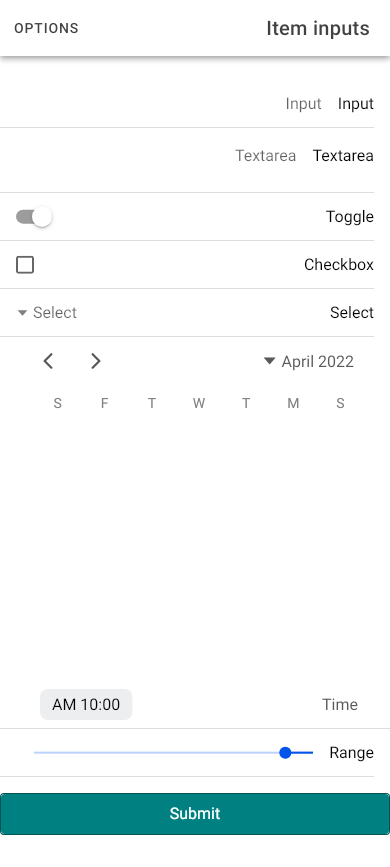 Item inputs
OPTIONS
Input Input
Textarea Textarea
Toggle
Checkbox
Select Select
April 2022
S M T W T F S
Time AM 10:00
Range
Submit